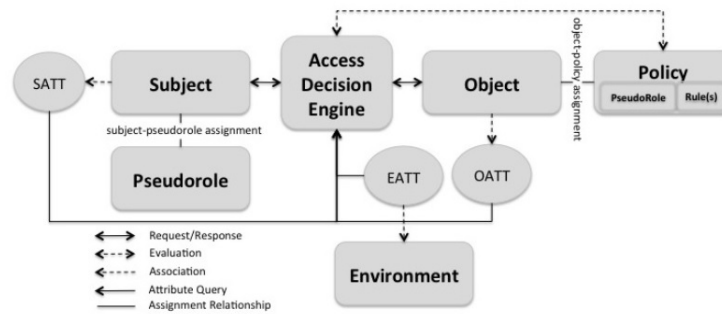 SATT
Subject
Access
Decision
Engine
Object
object-policy assignment
Policy
PseudoRole
Rule(s)
subject-pseudorole assignment
Pseudorole
EATT
OATT
Environment
Request/Response
Evaluation
Association
Attribute Query
Assignment Relationship